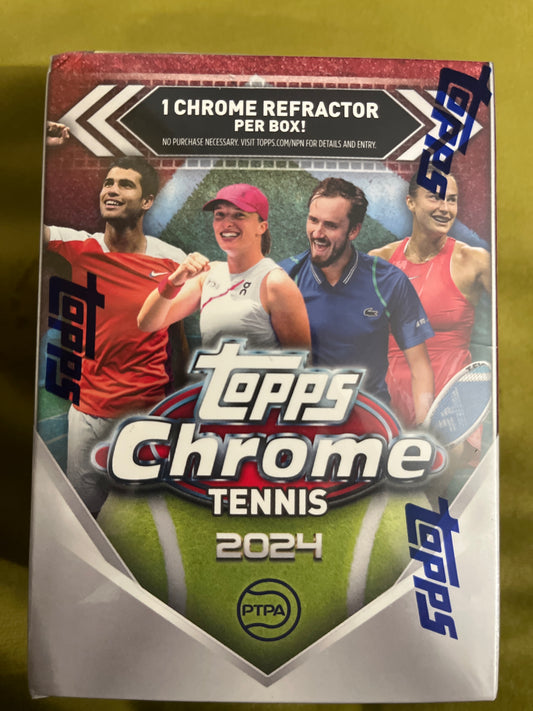 1 CHROME REFRACTOR
PER BOX!
NO PURCHASE NECESSARY. VISIT TOPPS.COM/NPN FOR DETAILS AND ENTRY.
topps
on
topps
topps
Chrome
TENNIS
2024
topps
PTPA